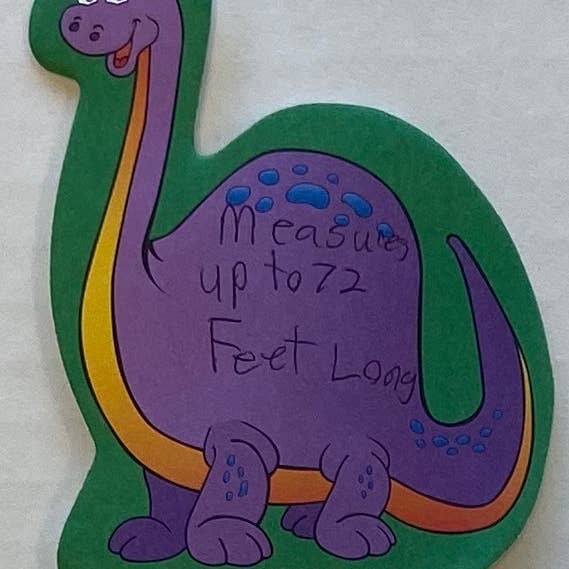 Measures
up to 72
Feet Long